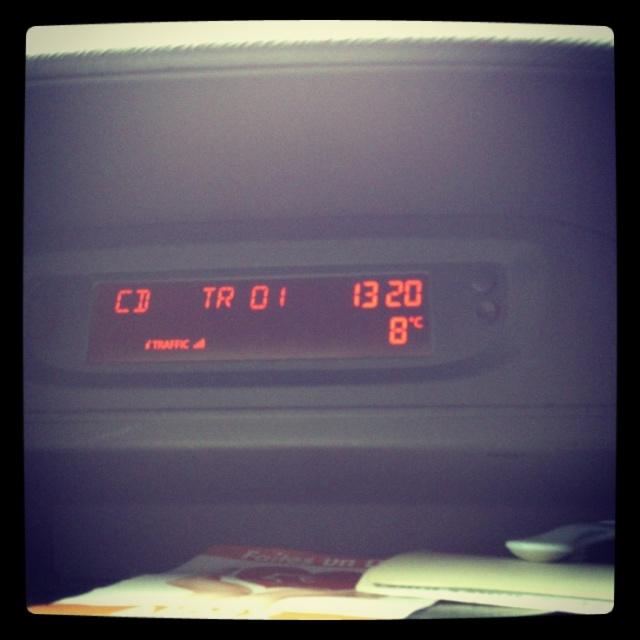 CD TR 01 13 20
i TRAFFIC 8°C